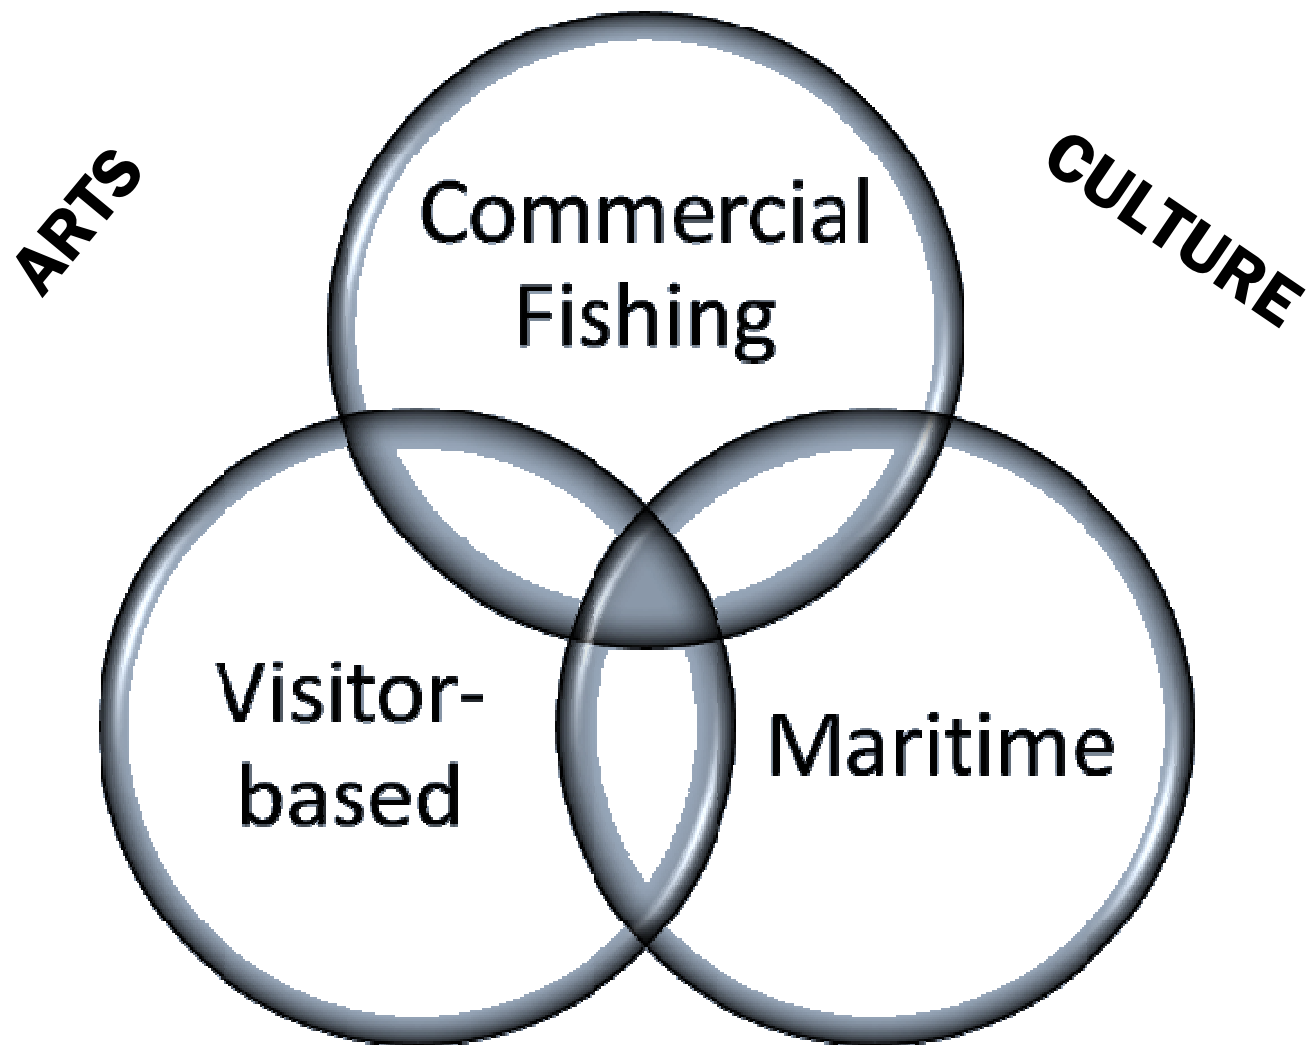 ARTS
CULTURE
Commercial
Fishing
Visitor-
based
Maritime